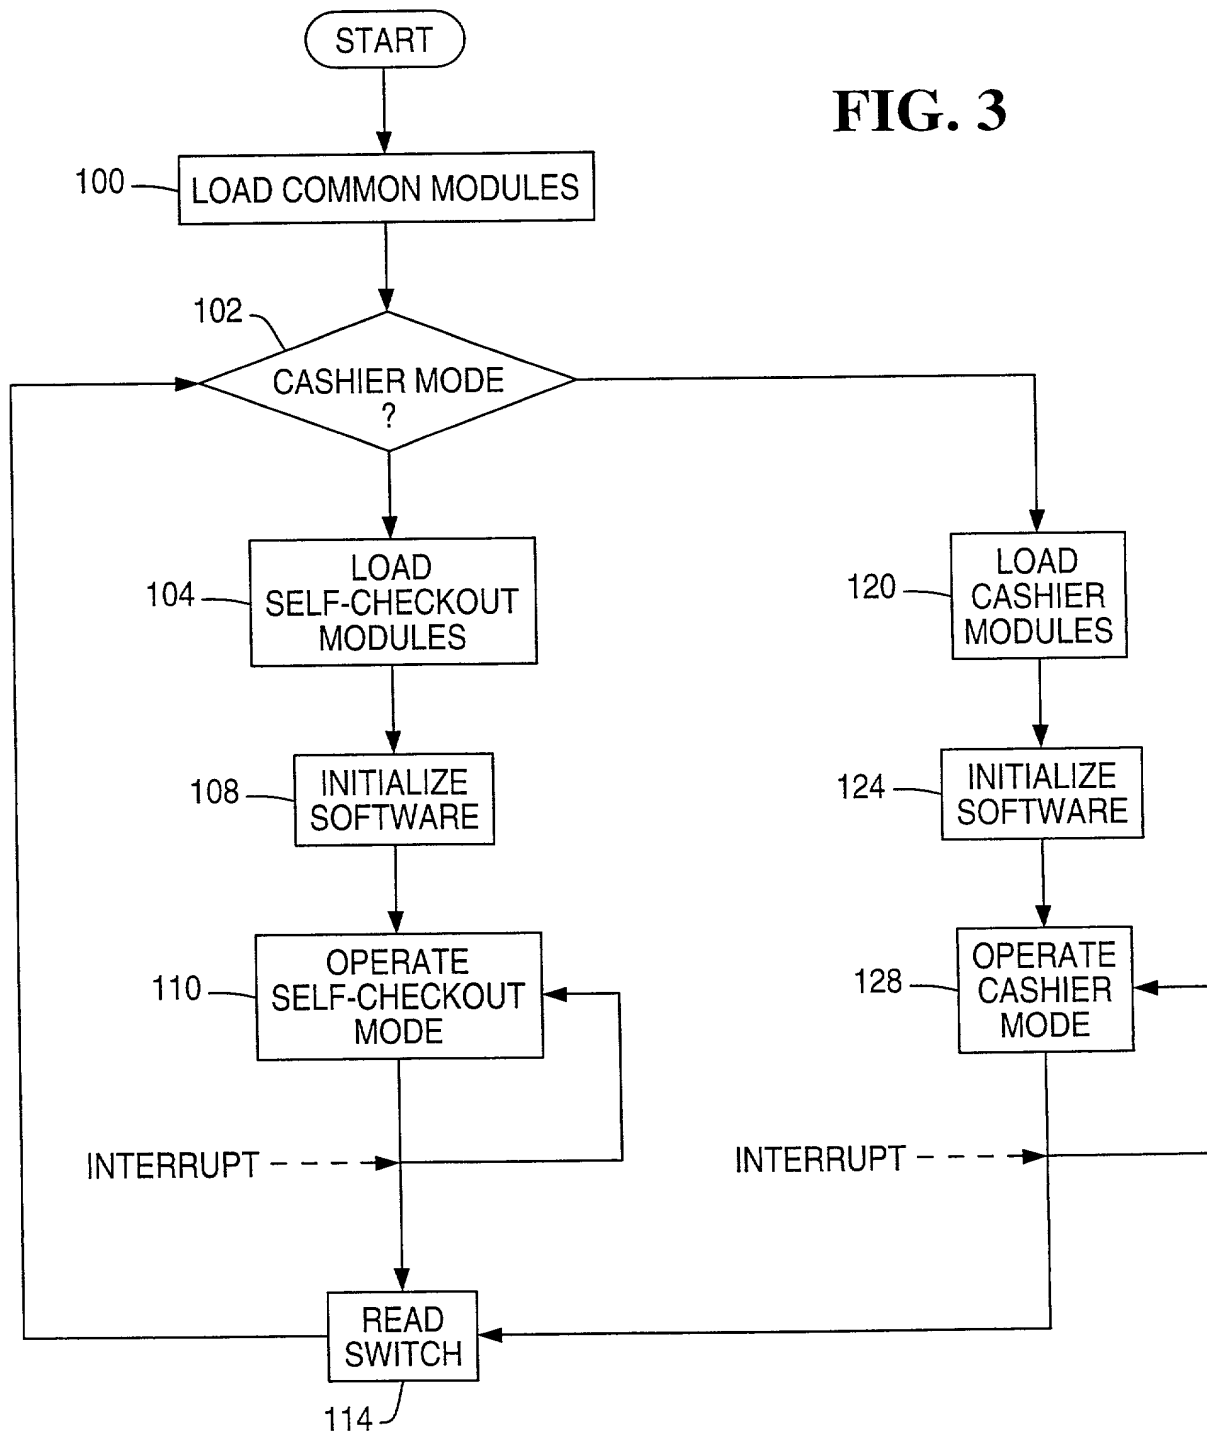 START
FIG. 3
100
LOAD COMMON MODULES
102
CASHIER MODE
?
104
LOAD
SELF-CHECKOUT
MODULES
120
LOAD
CASHIER
MODULES
108
INITIALIZE
SOFTWARE
124
INITIALIZE
SOFTWARE
110
OPERATE
SELF-CHECKOUT
MODE
128
OPERATE
CASHIER
MODE
INTERRUPT
INTERRUPT
READ
SWITCH
114